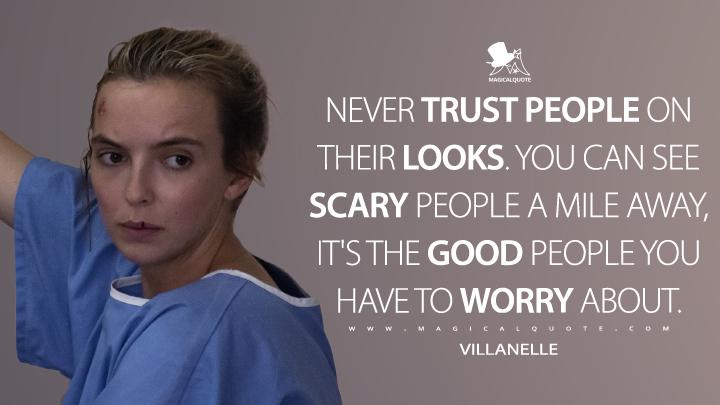 MAGICALQUOTE
NEVER TRUST PEOPLE ON
THEIR LOOKS. YOU CAN SEE
SCARY PEOPLE A MILE AWAY,
IT'S THE GOOD PEOPLE YOU
HAVE TO WORRY ABOUT.
WWW.MAGICALQUOTE.COM
VILLANELLE